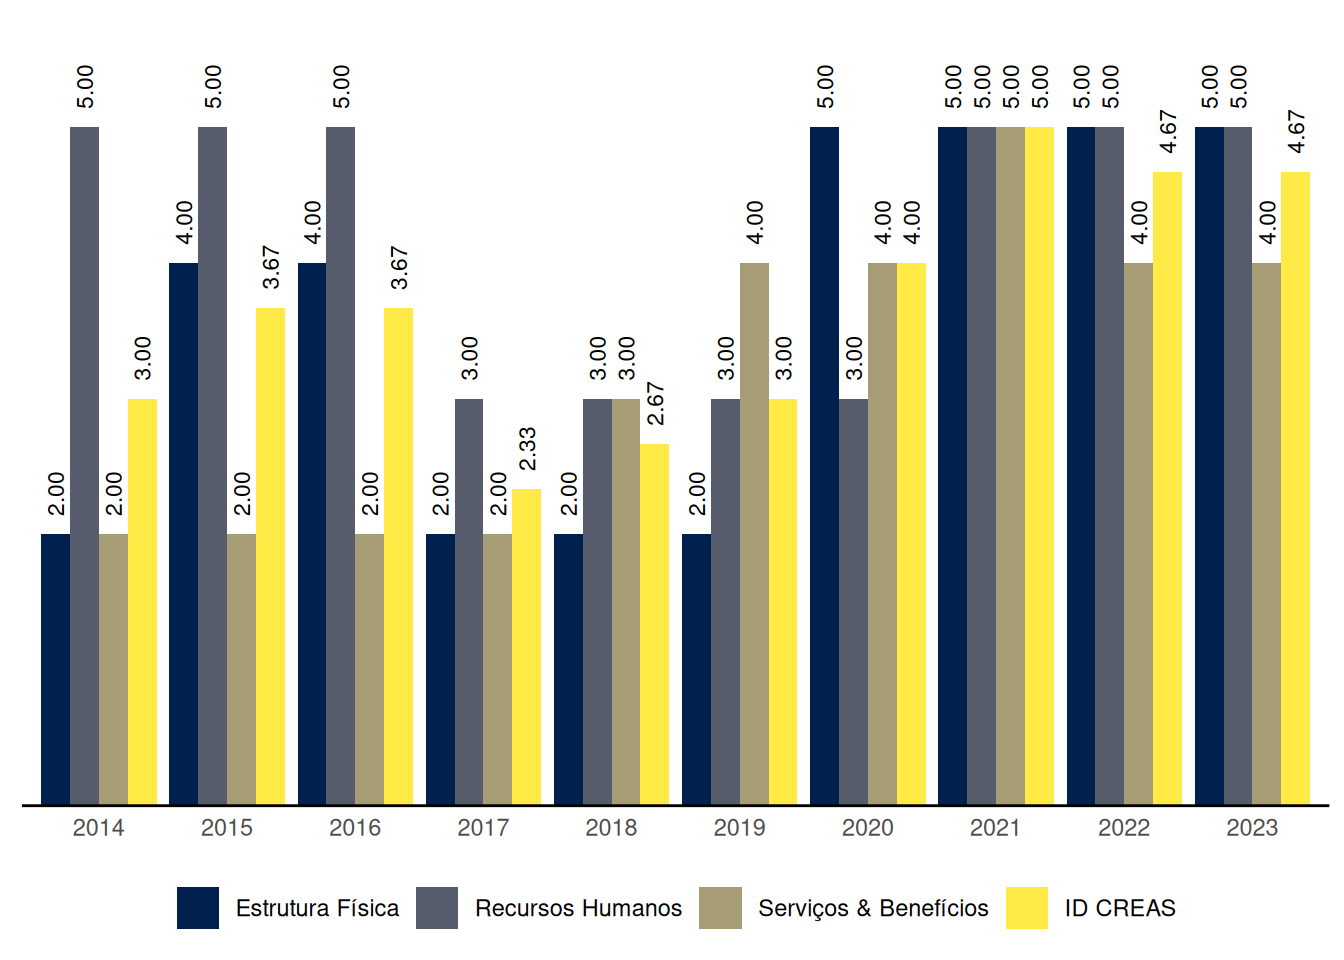 5.00 5.00 5.00 5.00 5.00 5.00 5.00 5.00 5.00 5.00 5.00 5.00
4.67 4.67
4.00 4.00 4.00 4.00 4.00 4.00 4.00
3.67 3.67
3.00 3.00 3.00 3.00 3.00 3.00 3.00
2.67
2.33
2.00 2.00 2.00 2.00 2.00 2.00 2.00 2.00
2014 2015 2016 2017 2018 2019 2020 2021 2022 2023
Estrutura Física Recursos Humanos Serviços & Benefícios ID CREAS